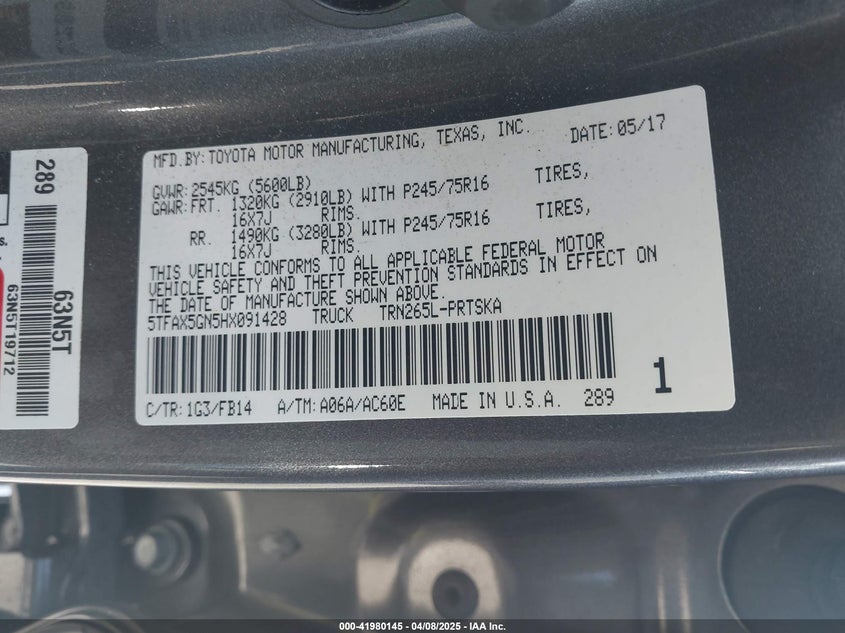 MFD.BY:TOYOTA MOTOR MANUFACTURING, TEXAS, INC. DATE:05/17
GVWR:2545KG (5600LB)
GAWR:FRT. 1320KG (2910LB) WITH P245/75R16 TIRES,
16X7J RIMS.
RR. 1490KG (3280LB) WITH P245/75R16 TIRES,
16X7J RIMS.
THIS VEHICLE CONFORMS TO ALL APPLICABLE FEDERAL MOTOR
VEHICLE SAFETY AND THEFT PREVENTION STANDARDS IN EFFECT ON
THE DATE OF MANUFACTURE SHOWN ABOVE.
5TFAX5GN5HX091428 TRUCK TRN265L-PRTSKA
C/TR:1G3/FB14 A/TM:A06A/AC60E MADE IN U.S.A. 289
1
289
63N5T
63N5T19712
s.
000-41980145 - 04/08/2025 - IAA Inc.